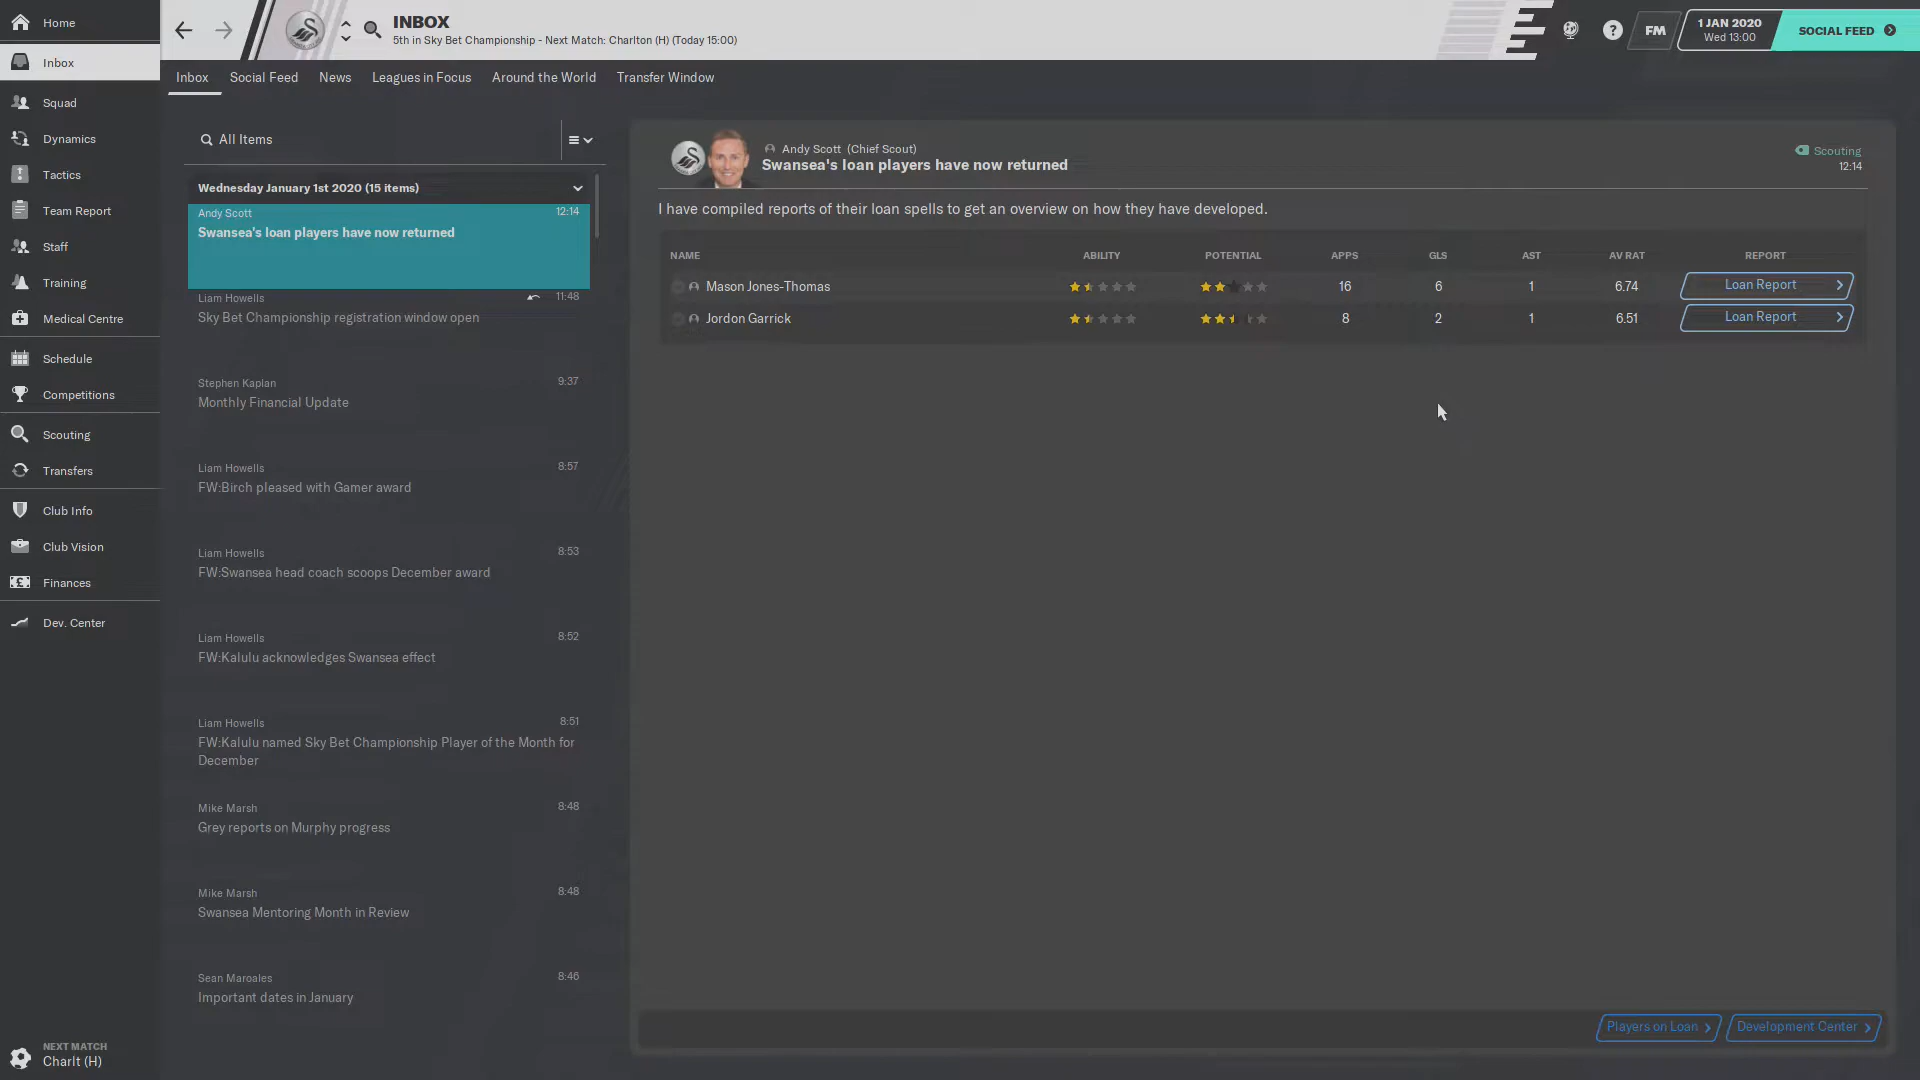 Home
Inbox
Squad
Dynamics
Tactics
Team Report
Staff
Training
Medical Centre
Schedule
Competitions
Scouting
Transfers
Club Info
Club Vision
Finances
Dev. Center
NEXT MATCH
Charlt (H)
INBOX
5th in Sky Bet Championship - Next Match: Charlton (H) (Today 15:00)
?
FM
1 JAN 2020
Wed 13:00
SOCIAL FEED
Inbox Social Feed News Leagues in Focus Around the World Transfer Window
All Items
Wednesday January 1st 2020 (15 items)
Andy Scott 12:14
Swansea's loan players have now returned
Liam Howells 11:48
Sky Bet Championship registration window open
Stephen Kaplan 9:37
Monthly Financial Update
Liam Howells 8:57
FW:Birch pleased with Gamer award
Liam Howells 8:53
FW:Swansea head coach scoops December award
Liam Howells 8:52
FW:Kalulu acknowledges Swansea effect
Liam Howells 8:51
FW:Kalulu named Sky Bet Championship Player of the Month for
December
Mike Marsh 8:48
Grey reports on Murphy progress
Mike Marsh 8:48
Swansea Mentoring Month in Review
Sean Maroales 8:46
Important dates in January
Andy Scott (Chief Scout)
Swansea's loan players have now returned
Scouting
12:14
I have compiled reports of their loan spells to get an overview on how they have developed.
NAME ABILITY POTENTIAL APPS GLS AST AV RAT REPORT
Mason Jones-Thomas 16 6 1 6.74 Loan Report
Jordon Garrick 8 2 1 6.51 Loan Report
Players on Loan Development Center